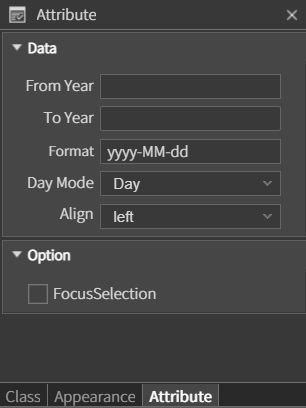 Attribute
Data
From Year
To Year
Format yyyy-MM-dd
Day Mode Day
Align left
Option
FocusSelection
Class Appearance Attribute